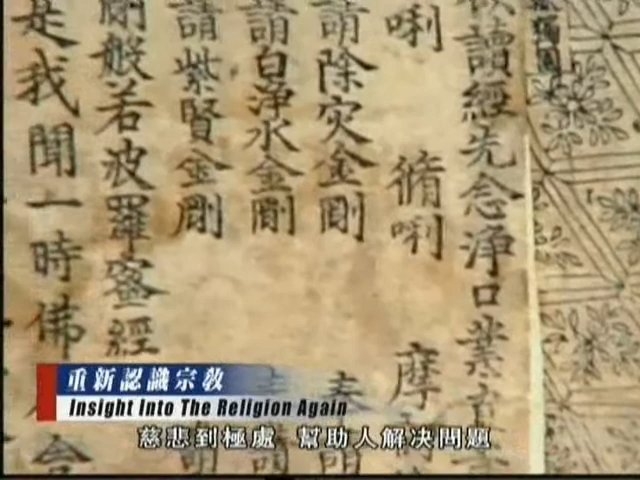 讀經先念淨口業
唎 脩唎 摩
請除灾金剛
請白淨水金剛
請紫賢金剛
剛般若波羅蜜經
是我聞一時佛
重新認識宗教
Insight Into The Religion Again
慈悲到極處 幫助人解決問題